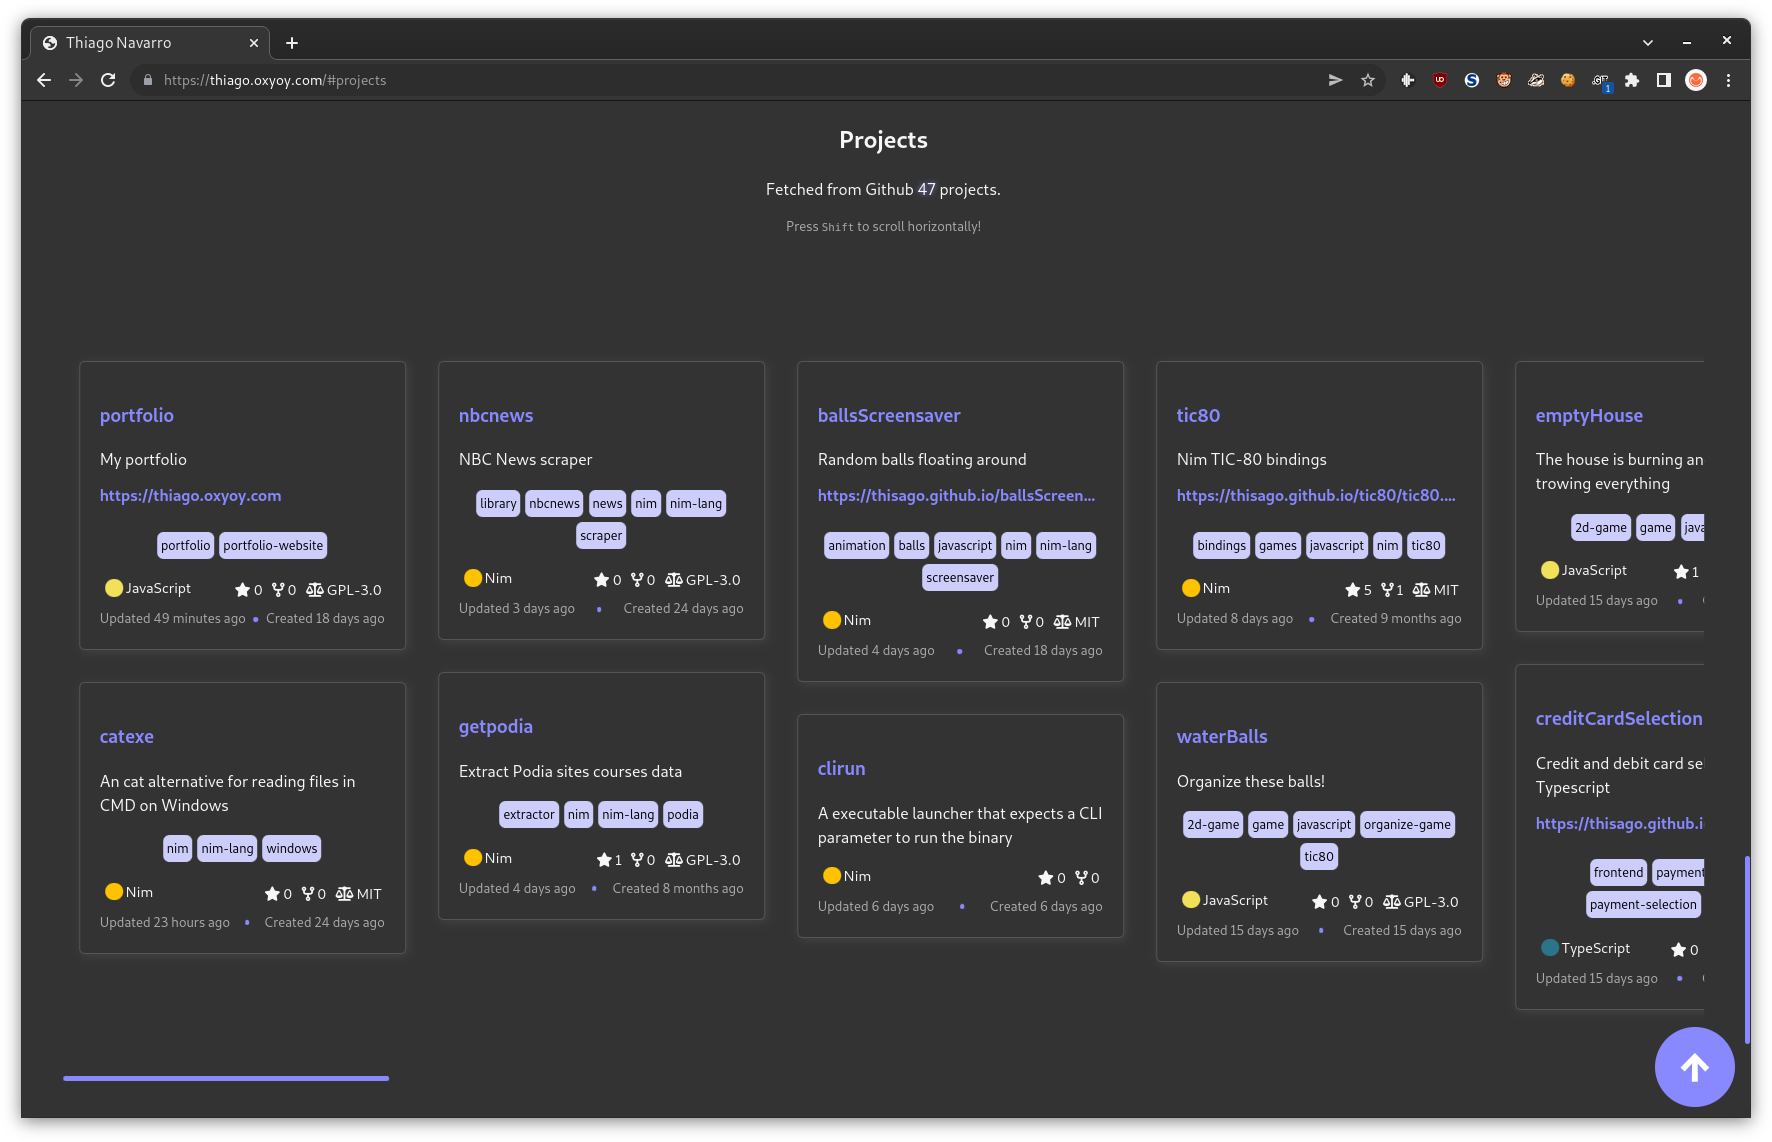 Thiago Navarro
https://thiago.oxyoy.com/#projects
1
Projects
Fetched from Github 47 projects.
Press Shift to scroll horizontally!
portfolio
My portfolio
https://thiago.oxyoy.com
portfolio portfolio-website
JavaScript 0 0 GPL-3.0
Updated 49 minutes ago • Created 18 days ago
catexe
An cat alternative for reading files in
CMD on Windows
nim nim-lang windows
Nim 0 0 MIT
Updated 23 hours ago • Created 24 days ago
nbcnews
NBC News scraper
library nbcnews news nim nim-lang
scraper
Nim 0 0 GPL-3.0
Updated 3 days ago • Created 24 days ago
getpodia
Extract Podia sites courses data
extractor nim nim-lang podia
Nim 1 0 GPL-3.0
Updated 4 days ago • Created 8 months ago
ballsScreensaver
Random balls floating around
https://thisago.github.io/ballsScreen...
animation balls javascript nim nim-lang
screensaver
Nim 0 0 MIT
Updated 4 days ago • Created 18 days ago
clirun
A executable launcher that expects a CLI
parameter to run the binary
Nim 0 0
Updated 6 days ago • Created 6 days ago
tic80
Nim TIC-80 bindings
https://thisago.github.io/tic80/tic80....
bindings games javascript nim tic80
Nim 5 1 MIT
Updated 8 days ago • Created 9 months ago
waterBalls
Organize these balls!
2d-game game javascript organize-game
tic80
JavaScript 0 0 GPL-3.0
Updated 15 days ago • Created 15 days ago
emptyHouse
The house is burning an
trowing everything
2d-game game java
JavaScript 1
Updated 15 days ago •
creditCardSelection
Credit and debit card se
Typescript
https://thisago.github.i
frontend payment
payment-selection
TypeScript 0
Updated 15 days ago •